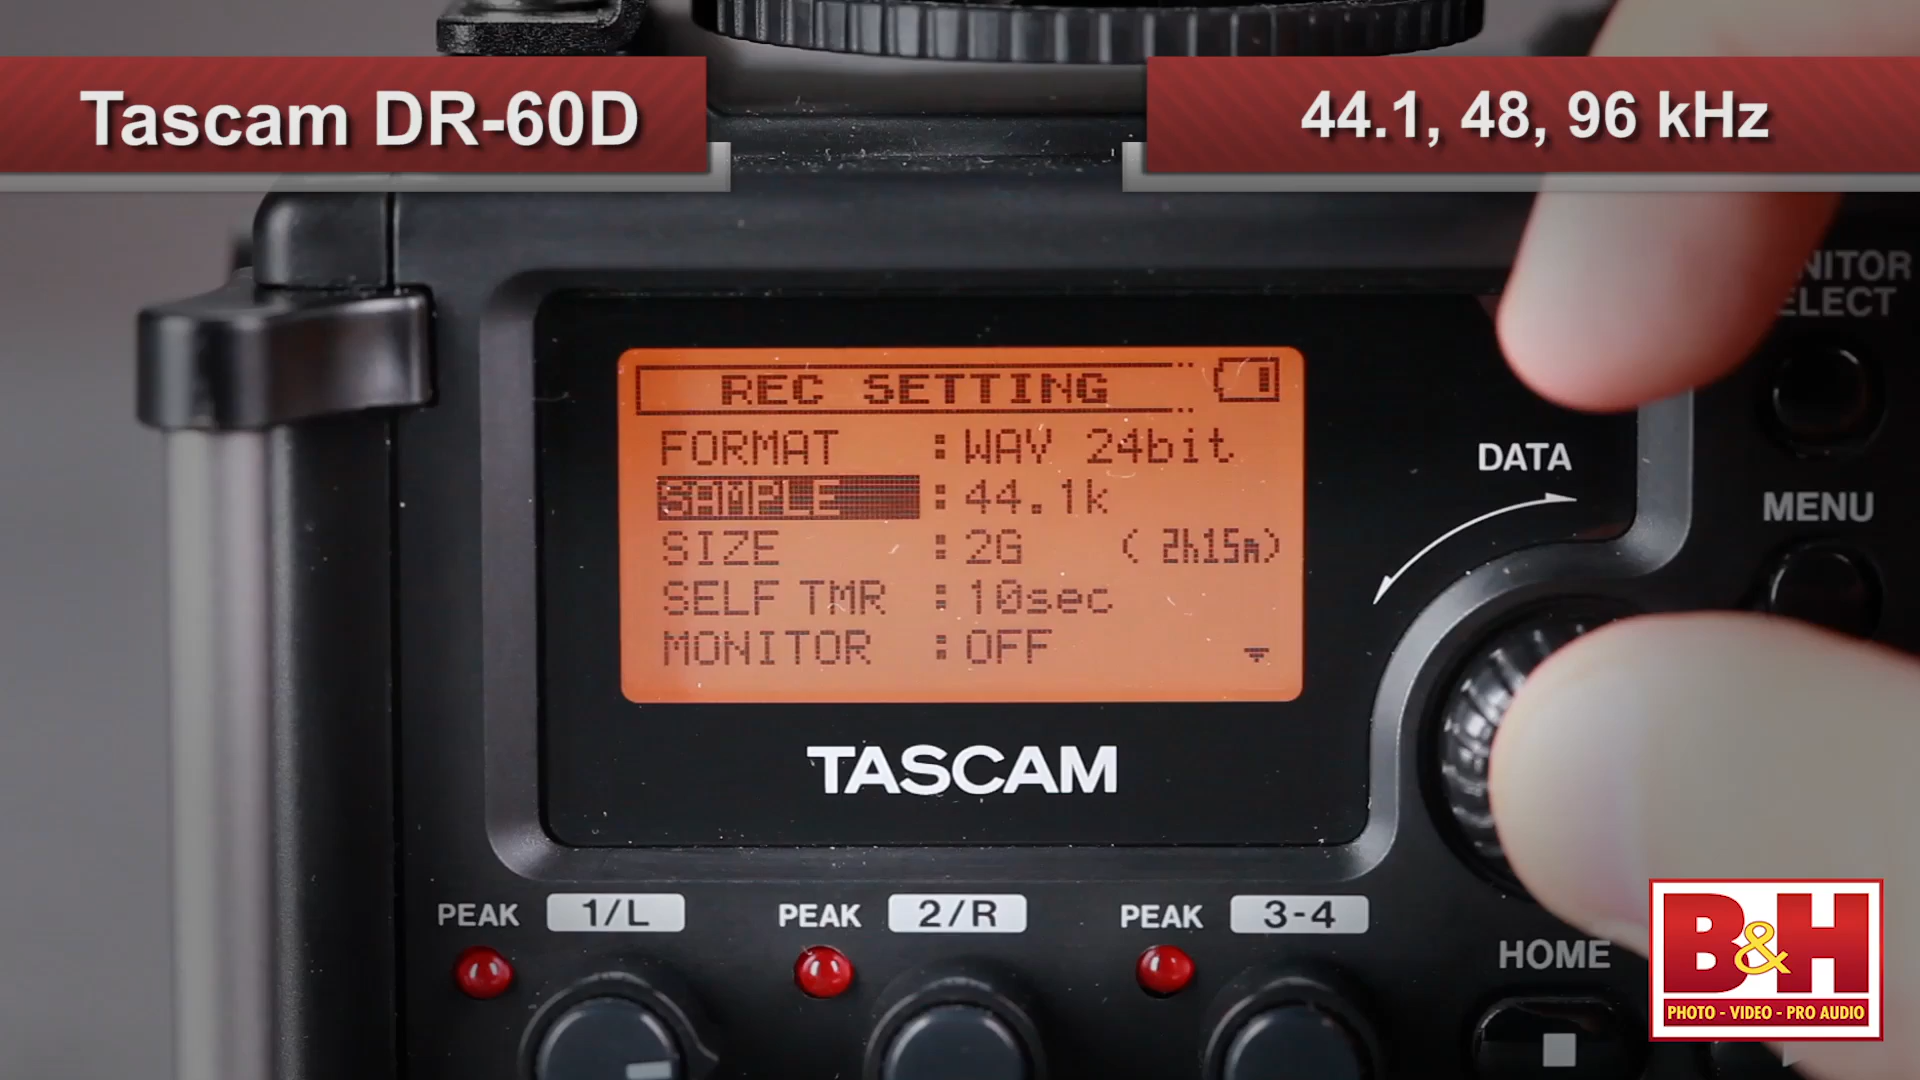 Tascam DR-60D
44.1, 48, 96 kHz
NITOR
ELECT
REC SETTING
FORMAT : WAV 24bit
SAMPLE : 44.1k
SIZE : 2G (2h15m)
SELF TMR : 10sec
MONITOR : OFF
DATA
MENU
TASCAM
PEAK 1/L
PEAK 2/R
PEAK 3-4
HOME
B&H
PHOTO - VIDEO - PRO AUDIO